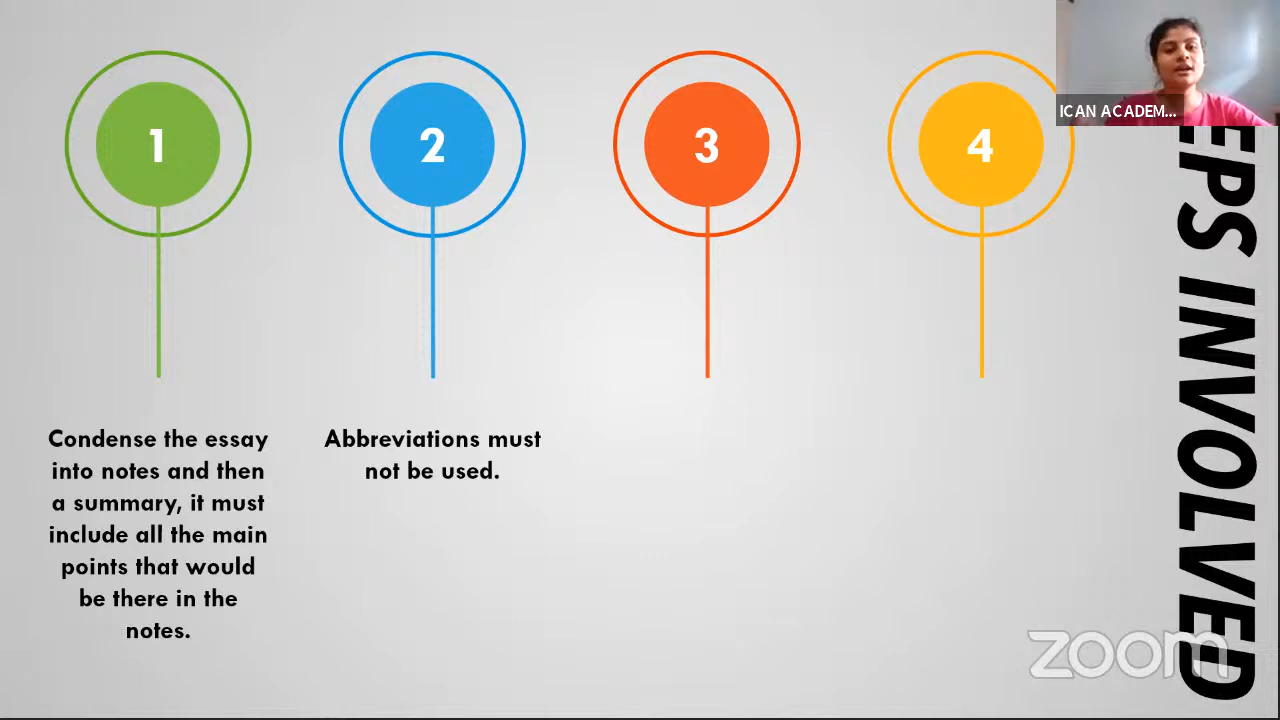 1
2
3
4
ICAN ACADEM...
EPS INVOLVED
Condense the essay
into notes and then
a summary, it must
include all the main
points that would
be there in the
notes.
Abbreviations must
not be used.
zoom